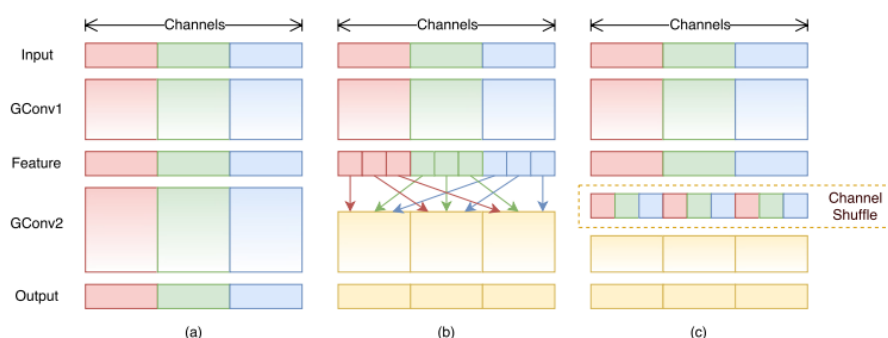 Channels Channels Channels
Input
GConv1
Feature
Channel
Shuffle
GConv2
Output
(a) (b) (c)